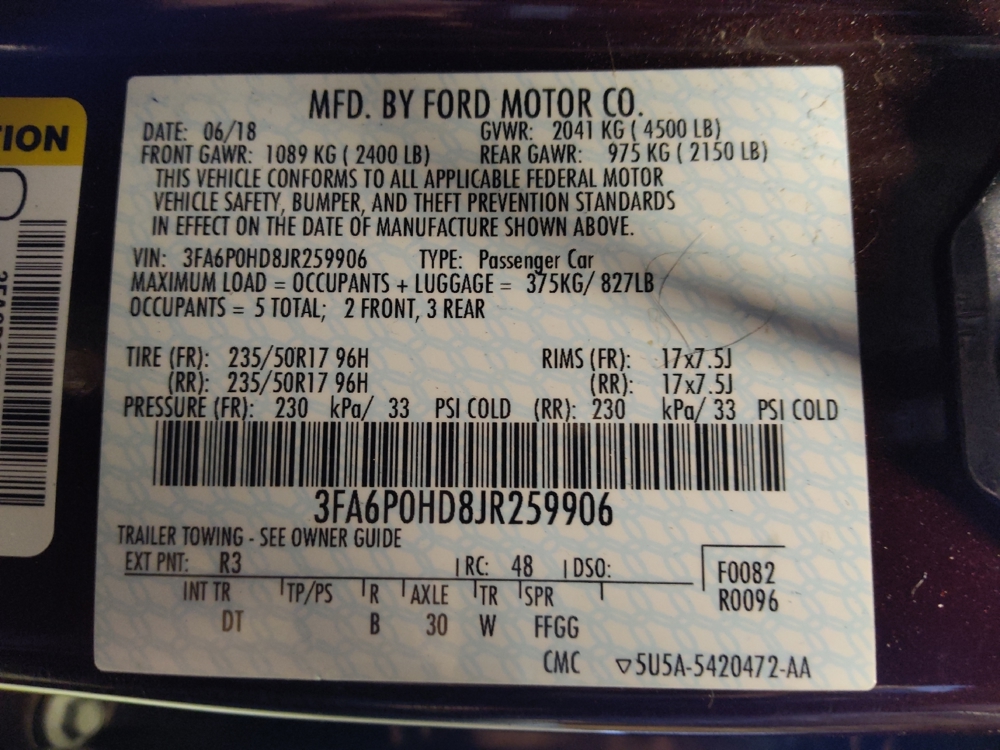 TION
MFD. BY FORD MOTOR CO.
DATE: 06/18 GVWR: 2041 KG ( 4500 LB)
FRONT GAWR: 1089 KG ( 2400 LB) REAR GAWR: 975 KG ( 2150 LB)
THIS VEHICLE CONFORMS TO ALL APPLICABLE FEDERAL MOTOR
VEHICLE SAFETY, BUMPER, AND THEFT PREVENTION STANDARDS
IN EFFECT ON THE DATE OF MANUFACTURE SHOWN ABOVE.
VIN: 3FA6P0HD8JR259906 TYPE: Passenger Car
MAXIMUM LOAD = OCCUPANTS + LUGGAGE = 375KG/ 827LB
OCCUPANTS = 5 TOTAL; 2 FRONT, 3 REAR
TIRE (FR): 235/50R17 96H RIMS (FR): 17x7.5J
(RR): 235/50R17 96H (RR): 17x7.5J
PRESSURE (FR): 230 kPa/ 33 PSI COLD (RR): 230 kPa/ 33 PSI COLD
3FA6P0HD8JR259906
TRAILER TOWING - SEE OWNER GUIDE
EXT PNT: R3 RC: 48 DSO: F0082
INT TR TP/PS R AXLE TR SPR R0096
DT B 30 W FFGG
CMC ▽5U5A-5420472-AA